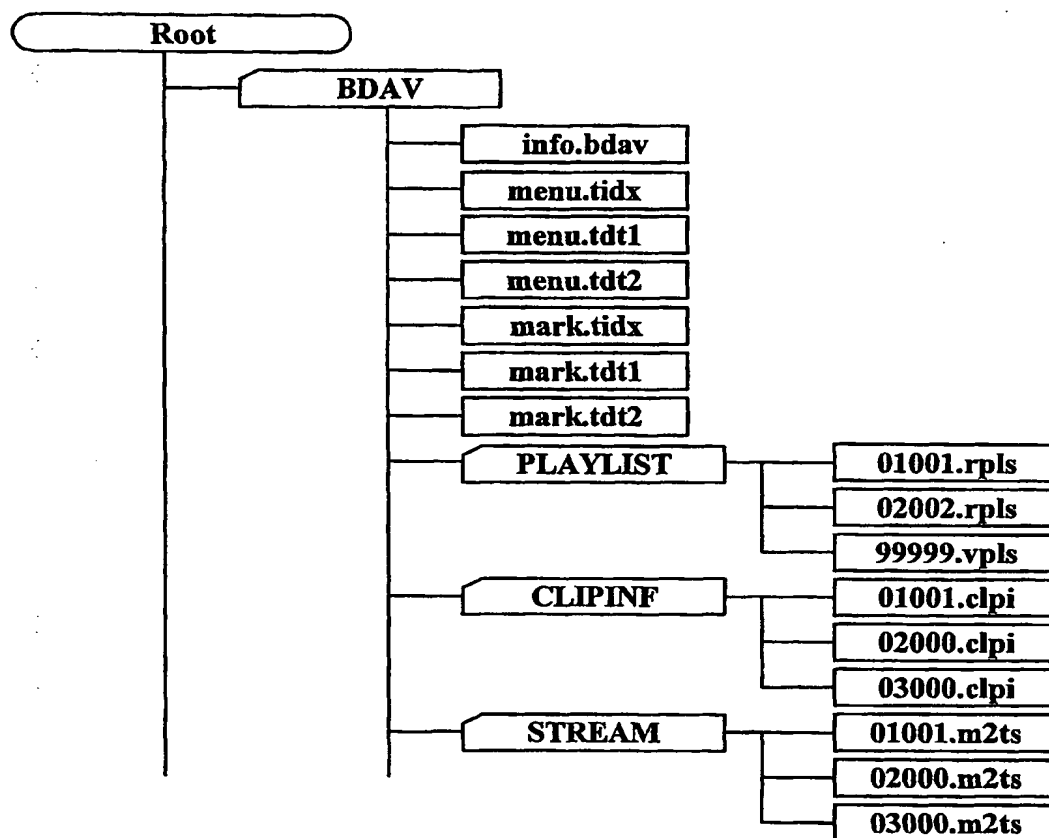 Root
BDAV
info.bdav
menu.tidx
menu.tdt1
menu.tdt2
mark.tidx
mark.tdt1
mark.tdt2
PLAYLIST
01001.rpls
02002.rpls
99999.vpls
CLIPINF
01001.clpi
02000.clpi
03000.clpi
STREAM
01001.m2ts
02000.m2ts
03000.m2ts